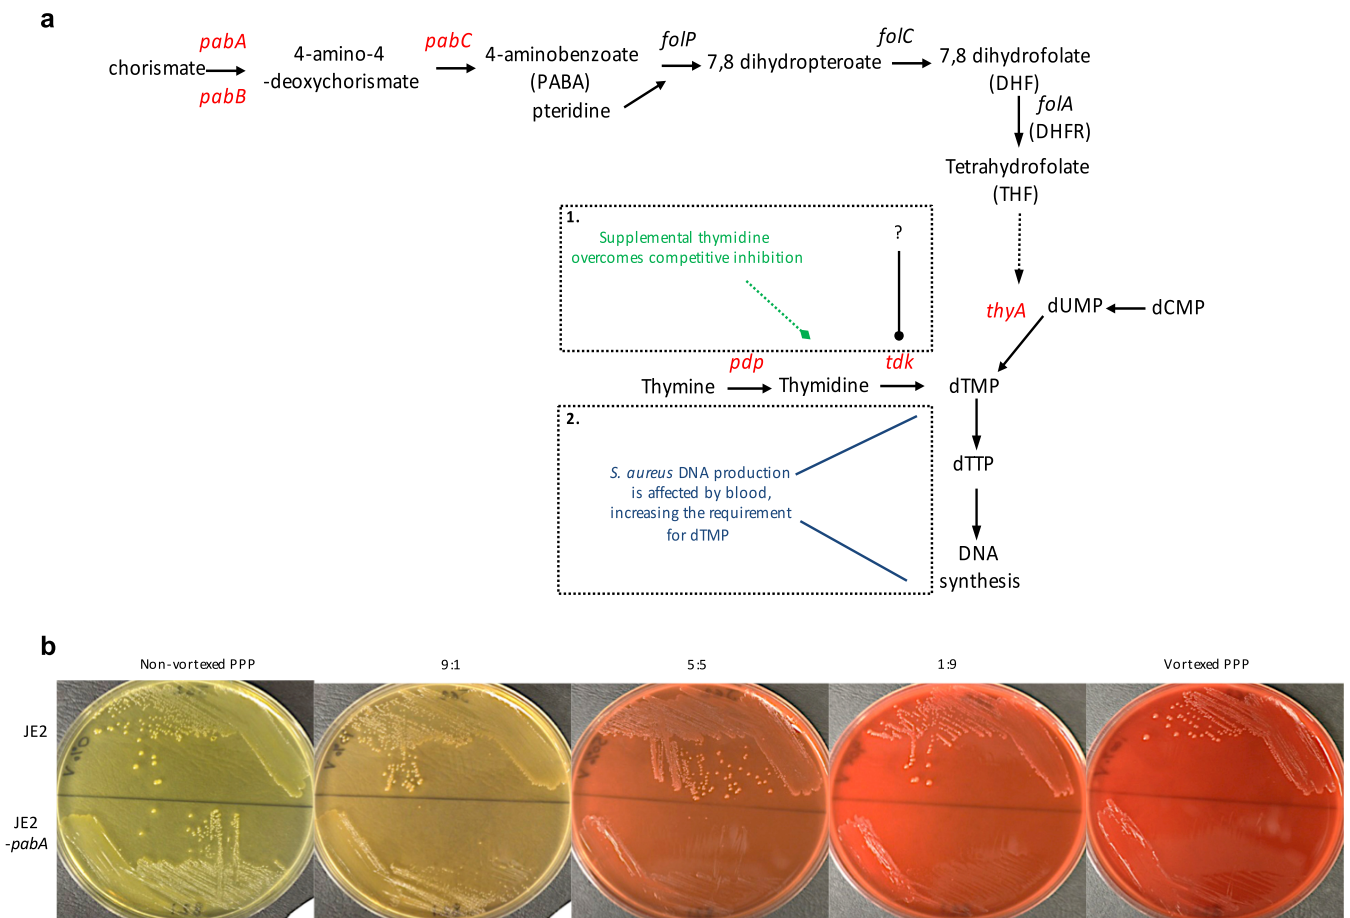 a
pabA
chorismate
pabB
4-amino-4
-deoxychorismate
pabC
4-aminobenzoate
(PABA)
pteridine
folP
7,8 dihydropteroate
folC
7,8 dihydrofolate
(DHF)
folA
(DHFR)
Tetrahydrofolate
(THF)
1.
Supplemental thymidine
overcomes competitive inhibition
?
thyA
dUMP
dCMP
pdp
tdk
Thymine
Thymidine
dTMP
2.
S. aureus DNA production
is affected by blood,
increasing the requirement
for dTMP
dTTP
DNA
synthesis
b
Non-vortexed PPP
9:1
5:5
1:9
Vortexed PPP
JE2
JE2
-pabA